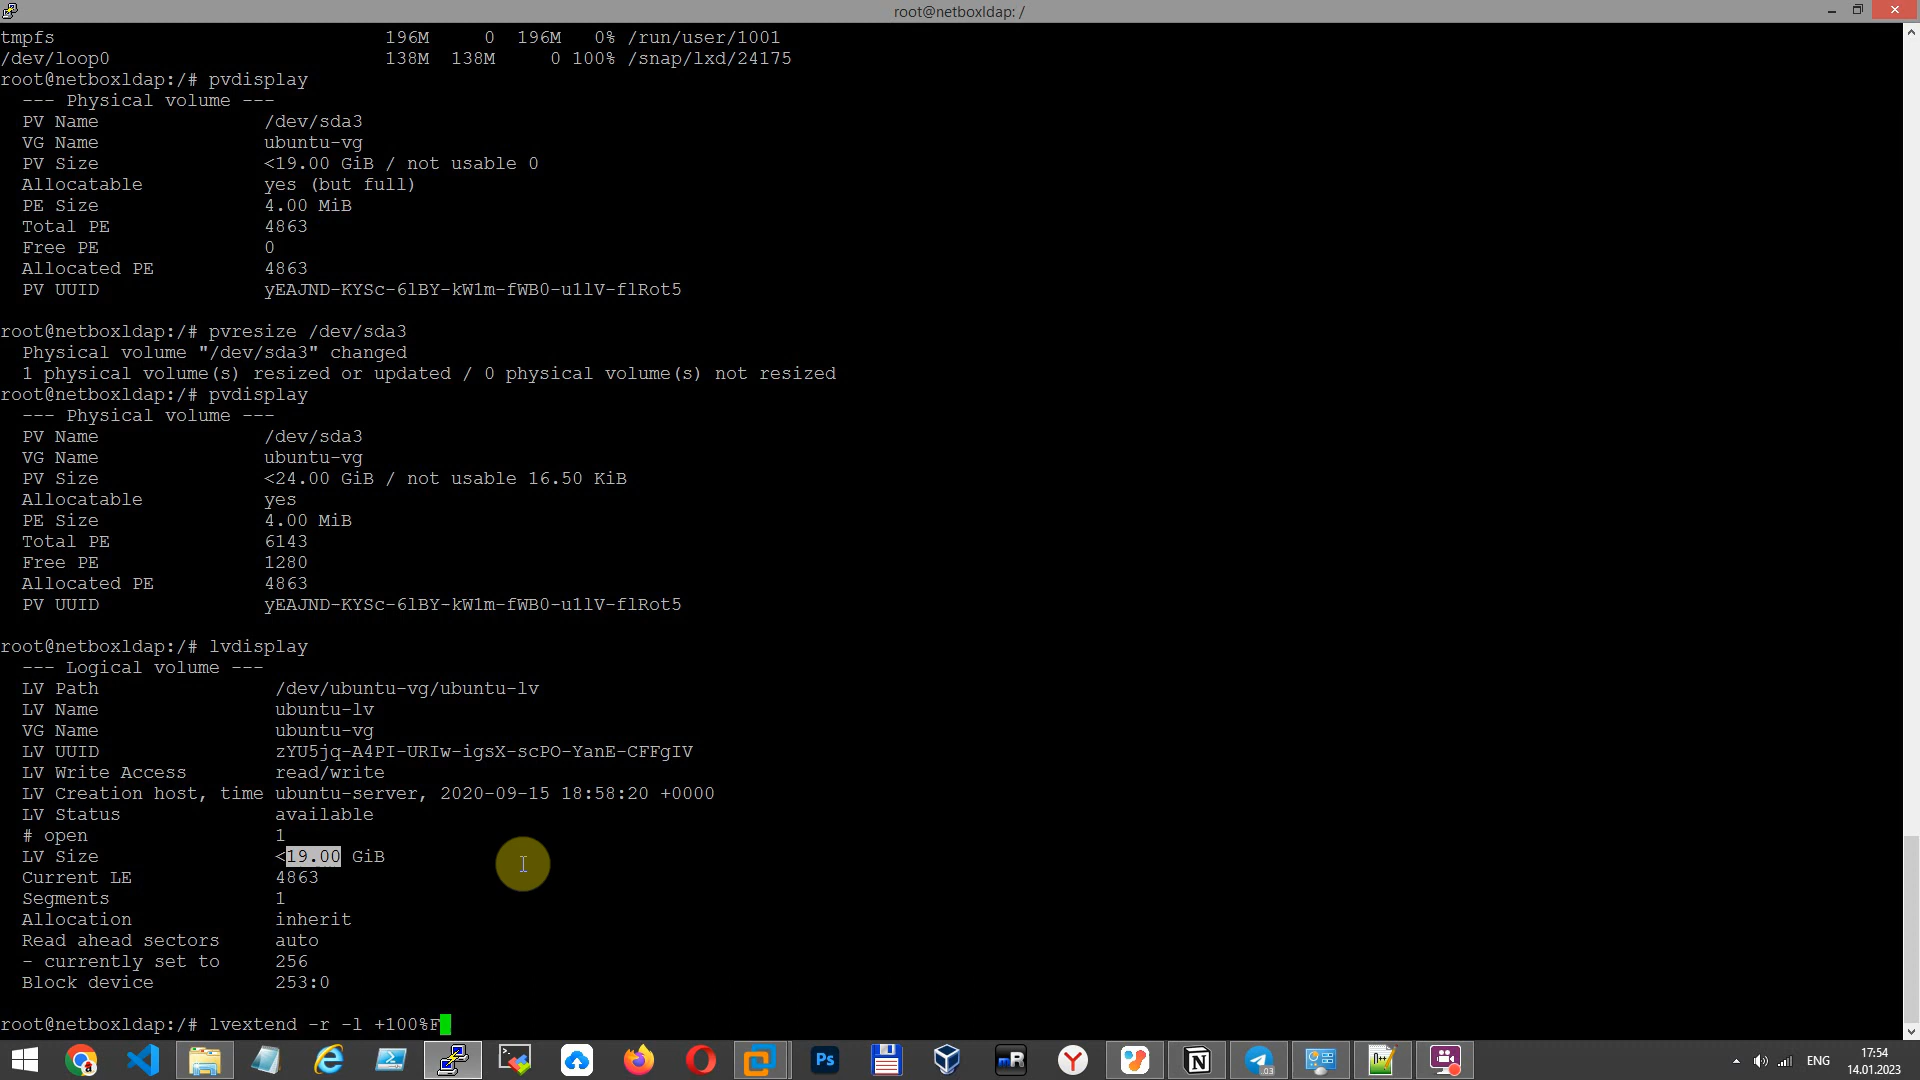 root@netboxldap: /
tmpfs 196M 0 196M 0% /run/user/1001
/dev/loop0 138M 138M 0 100% /snap/lxd/24175
root@netboxldap:/# pvdisplay
--- Physical volume ---
PV Name /dev/sda3
VG Name ubuntu-vg
PV Size <19.00 GiB / not usable 0
Allocatable yes (but full)
PE Size 4.00 MiB
Total PE 4863
Free PE 0
Allocated PE 4863
PV UUID yEAJND-KYSc-6lBY-kW1m-fWB0-u1lV-flRot5
root@netboxldap:/# pvresize /dev/sda3
Physical volume "/dev/sda3" changed
1 physical volume(s) resized or updated / 0 physical volume(s) not resized
root@netboxldap:/# pvdisplay
--- Physical volume ---
PV Name /dev/sda3
VG Name ubuntu-vg
PV Size <24.00 GiB / not usable 16.50 KiB
Allocatable yes
PE Size 4.00 MiB
Total PE 6143
Free PE 1280
Allocated PE 4863
PV UUID yEAJND-KYSc-6lBY-kW1m-fWB0-u1lV-flRot5
root@netboxldap:/# lvdisplay
--- Logical volume ---
LV Path /dev/ubuntu-vg/ubuntu-lv
LV Name ubuntu-lv
VG Name ubuntu-vg
LV UUID zYU5jq-A4PI-URIw-igsX-scPO-YanE-CFFgIV
LV Write Access read/write
LV Creation host, time ubuntu-server, 2020-09-15 18:58:20 +0000
LV Status available
# open 1
LV Size <19.00 GiB
Current LE 4863
Segments 1
Allocation inherit
Read ahead sectors auto
- currently set to 256
Block device 253:0
root@netboxldap:/# lvextend -r -l +100%F
Ps
mR
Y
N
.03
ENG
17:54
14.01.2023